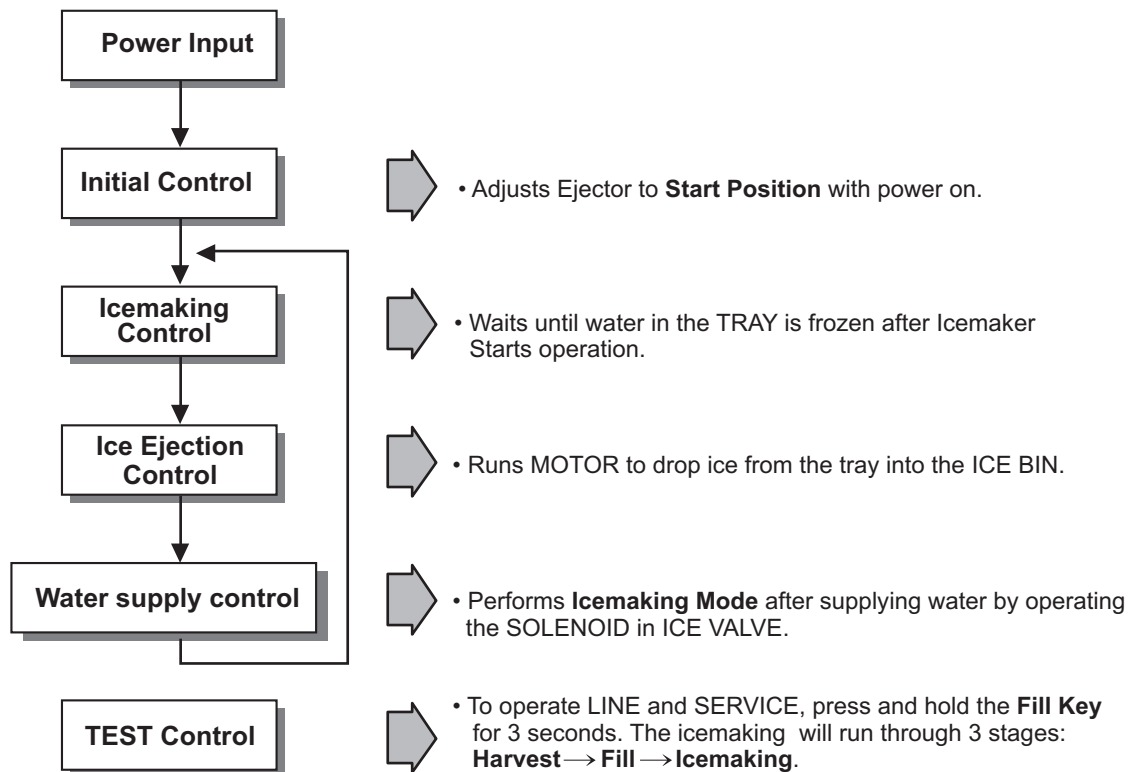 Power Input
Initial Control
• Adjusts Ejector to Start Position with power on.
Icemaking
Control
• Waits until water in the TRAY is frozen after Icemaker
Starts operation.
Ice Ejection
Control
• Runs MOTOR to drop ice from the tray into the ICE BIN.
Water supply control
• Performs Icemaking Mode after supplying water by operating
the SOLENOID in ICE VALVE.
TEST Control
• To operate LINE and SERVICE, press and hold the Fill Key
for 3 seconds. The icemaking will run through 3 stages:
Harvest → Fill → Icemaking.